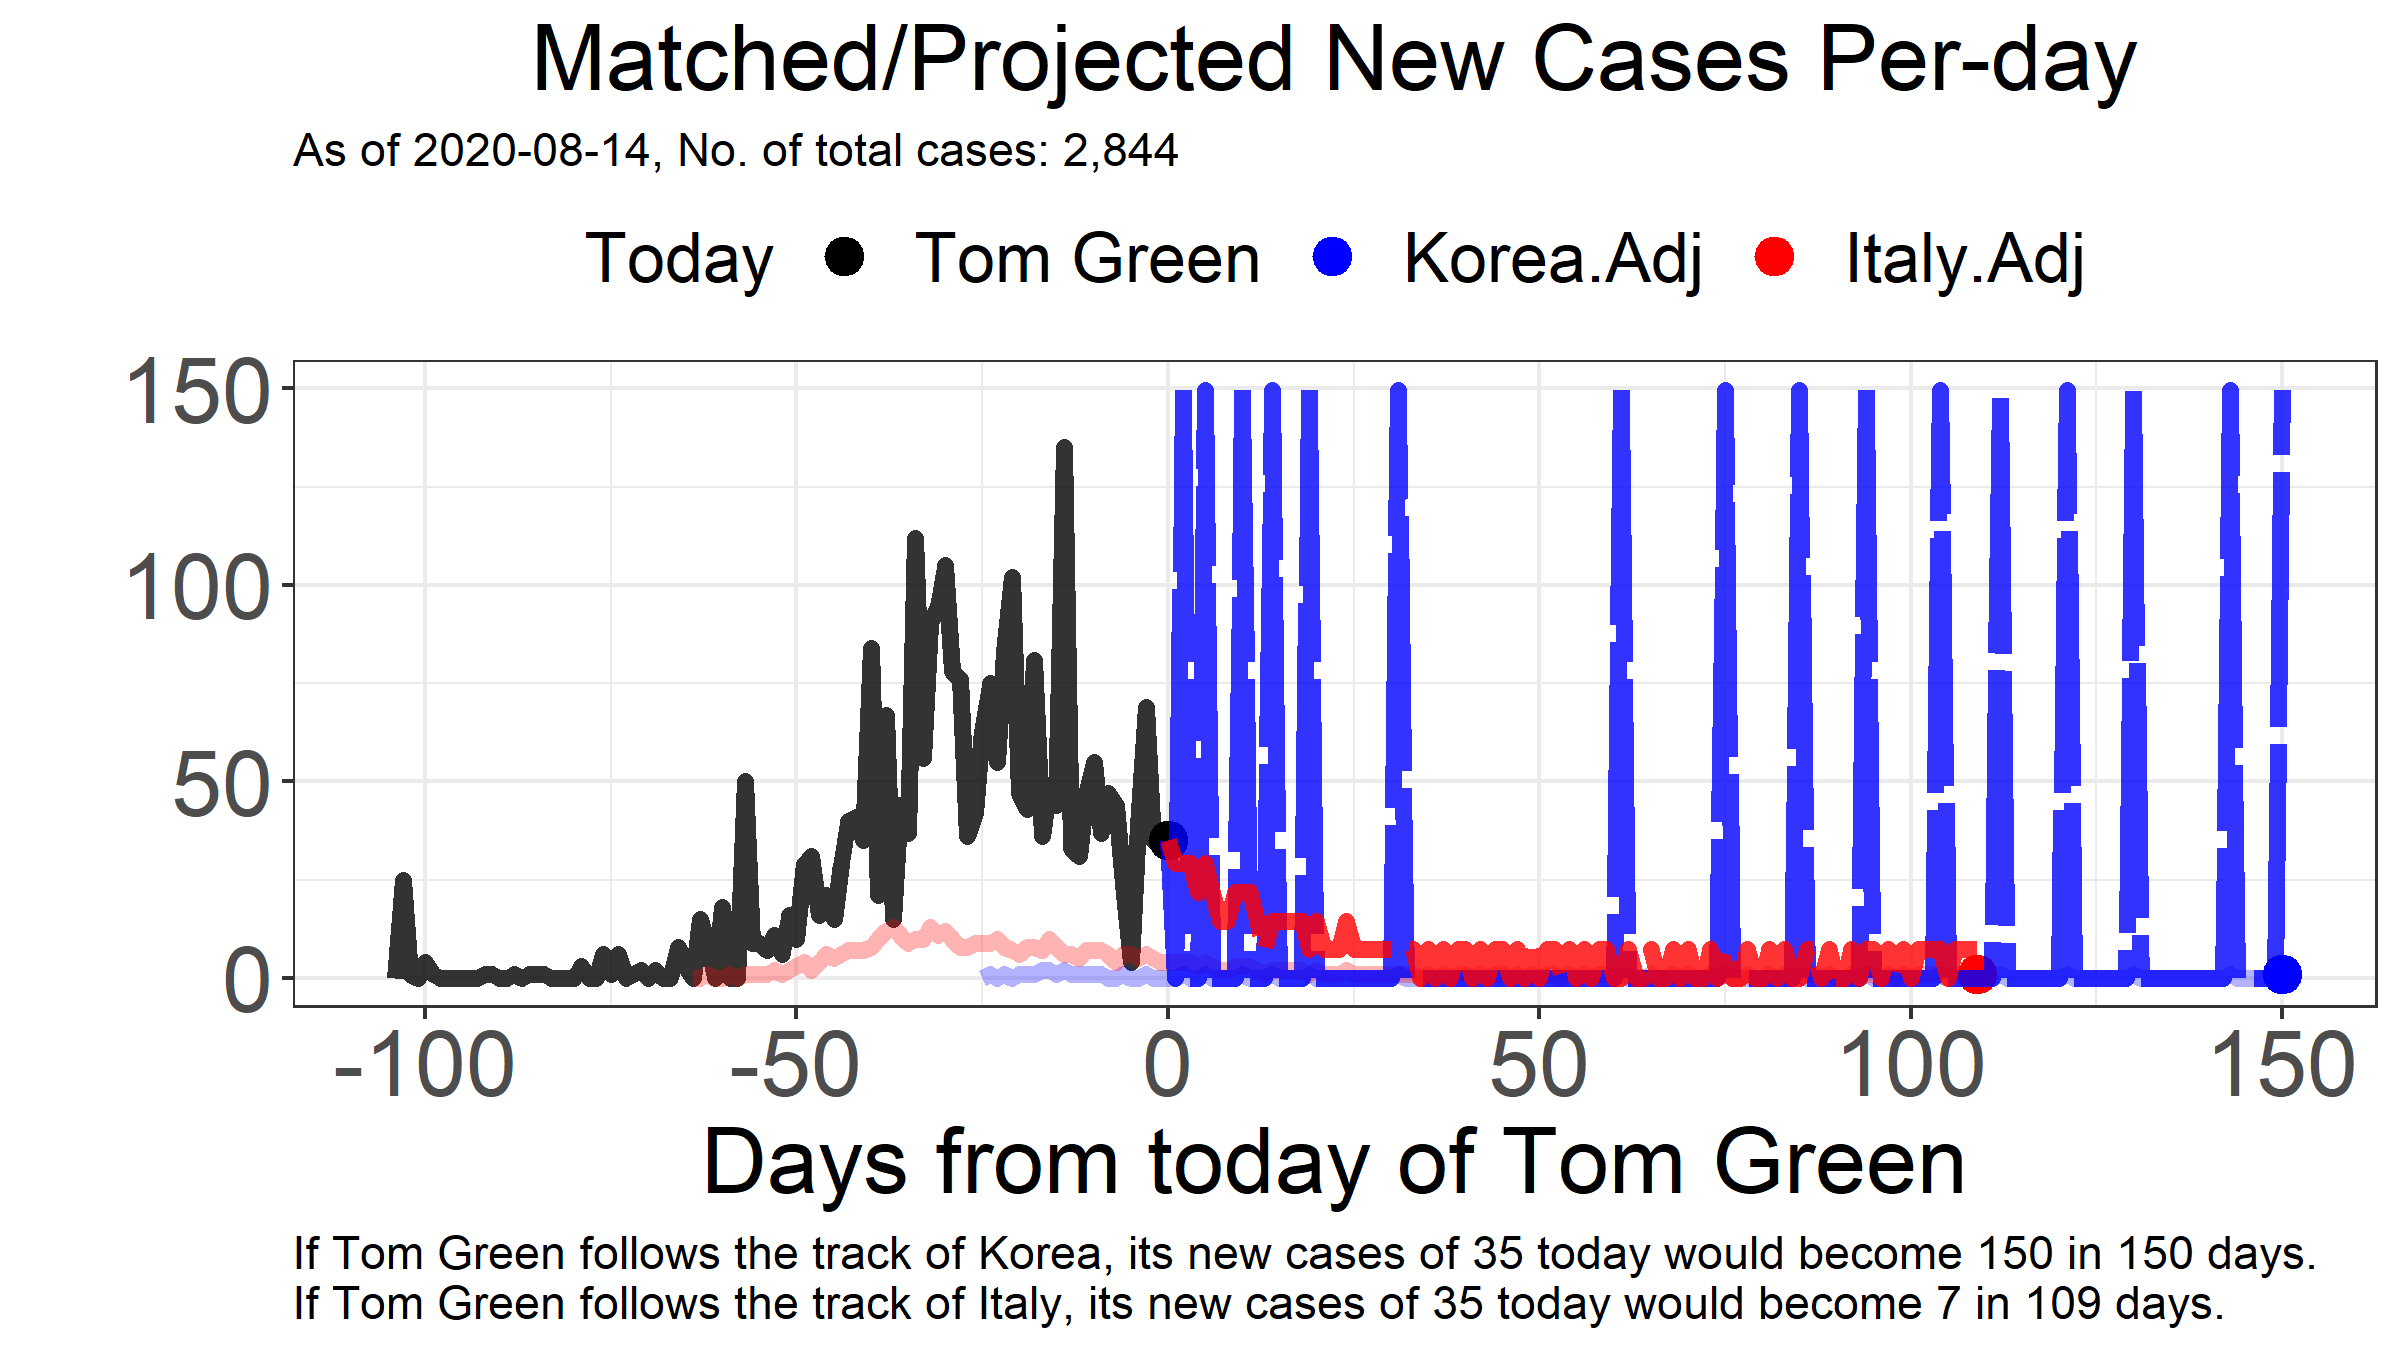 Matched/Projected New Cases Per-day
As of 2020-08-14, No. of total cases: 2,844
Today Tom Green Korea.Adj Italy.Adj
150
100
50
0
-100 -50 0 50 100 150
Days from today of Tom Green
If Tom Green follows the track of Korea, its new cases of 35 today would become 150 in 150 days.
If Tom Green follows the track of Italy, its new cases of 35 today would become 7 in 109 days.